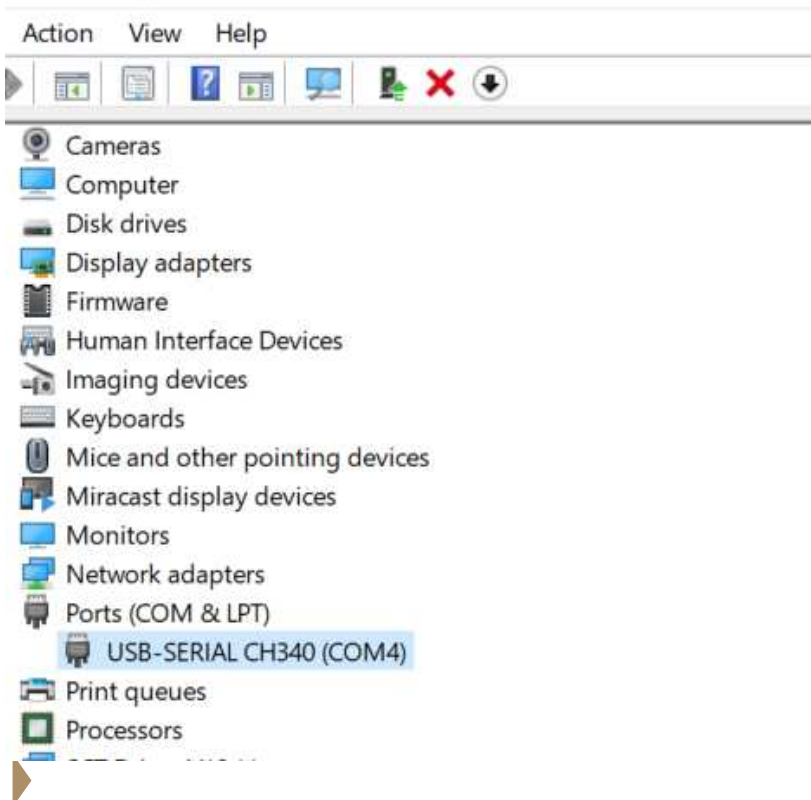 Action View Help
Cameras
Computer
Disk drives
Display adapters
Firmware
Human Interface Devices
Imaging devices
Keyboards
Mice and other pointing devices
Miracast display devices
Monitors
Network adapters
Ports (COM & LPT)
USB-SERIAL CH340 (COM4)
Print queues
Processors